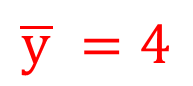 y̅ = 4